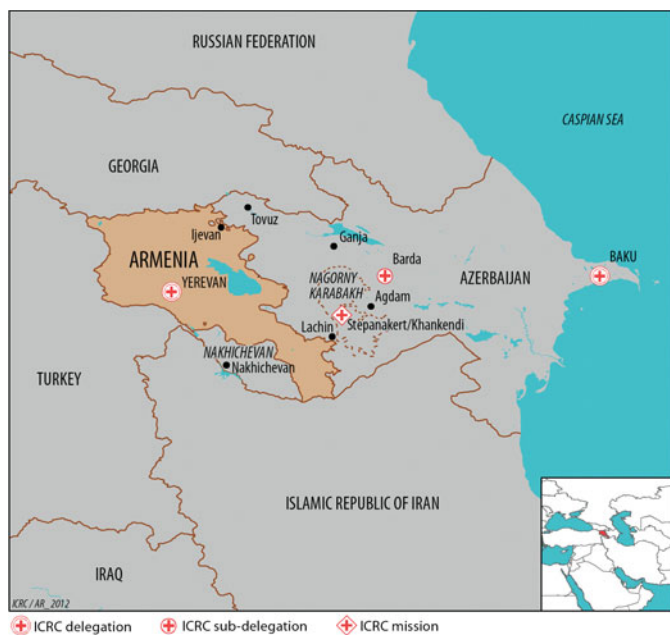 RUSSIAN FEDERATION
CASPIAN SEA
GEORGIA
Tovuz
Ijevan
Ganja
ARMENIA
Barda
BAKU
YEREVAN
NAGORNY
KARABAKH
AZERBAIJAN
Agdam
Stepanakert/Khankendi
Lachin
NAKHICHEVAN
Nakhichevan
TURKEY
ISLAMIC REPUBLIC OF IRAN
IRAQ
ICRC / AR_2012
ICRC delegation
ICRC sub-delegation
ICRC mission